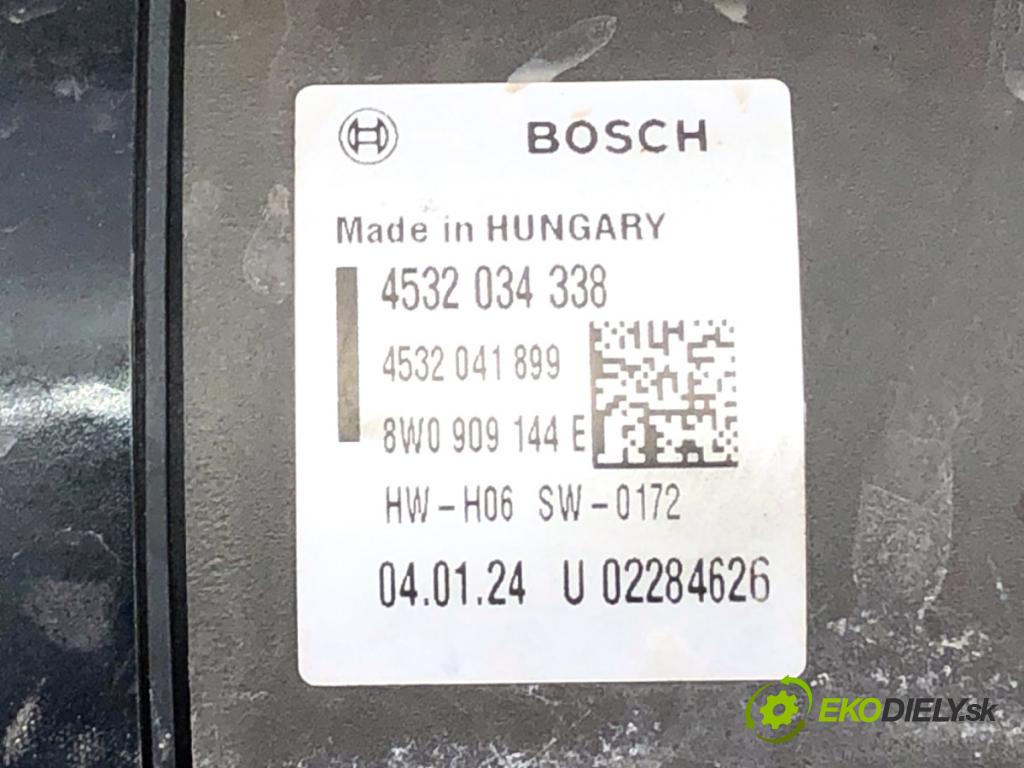 BOSCH
Made in HUNGARY
4532 034 338
4532 041 899
8W0 909 144 E
HW-H06 SW-0172
04.01.24 U 02284626
EKODIELY.sk